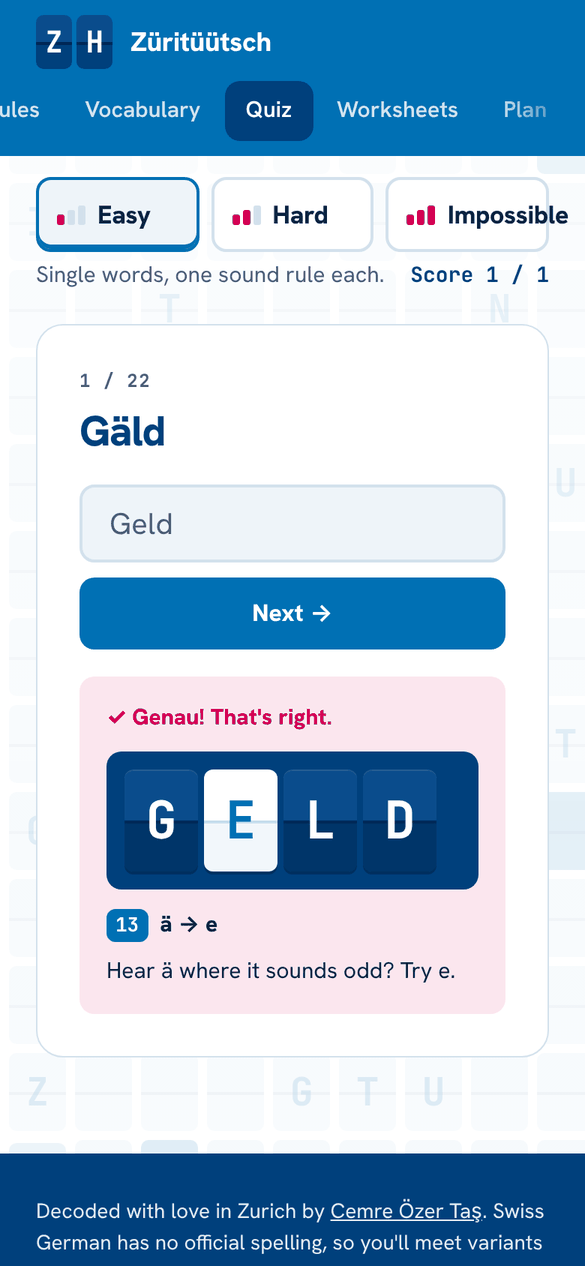 Z H Züritüütsch
ules Vocabulary Quiz Worksheets Plan
Easy Hard Impossible
Single words, one sound rule each. Score 1 / 1
T N
1 / 22
Gäld
U
Geld
Next →
T
✓ Genau! That's right.
G E L D
13 ä → e
Hear ä where it sounds odd? Try e.
Z G T U
Decoded with love in Zurich by Cemre Özer Taş. Swiss
German has no official spelling, so you'll meet variants